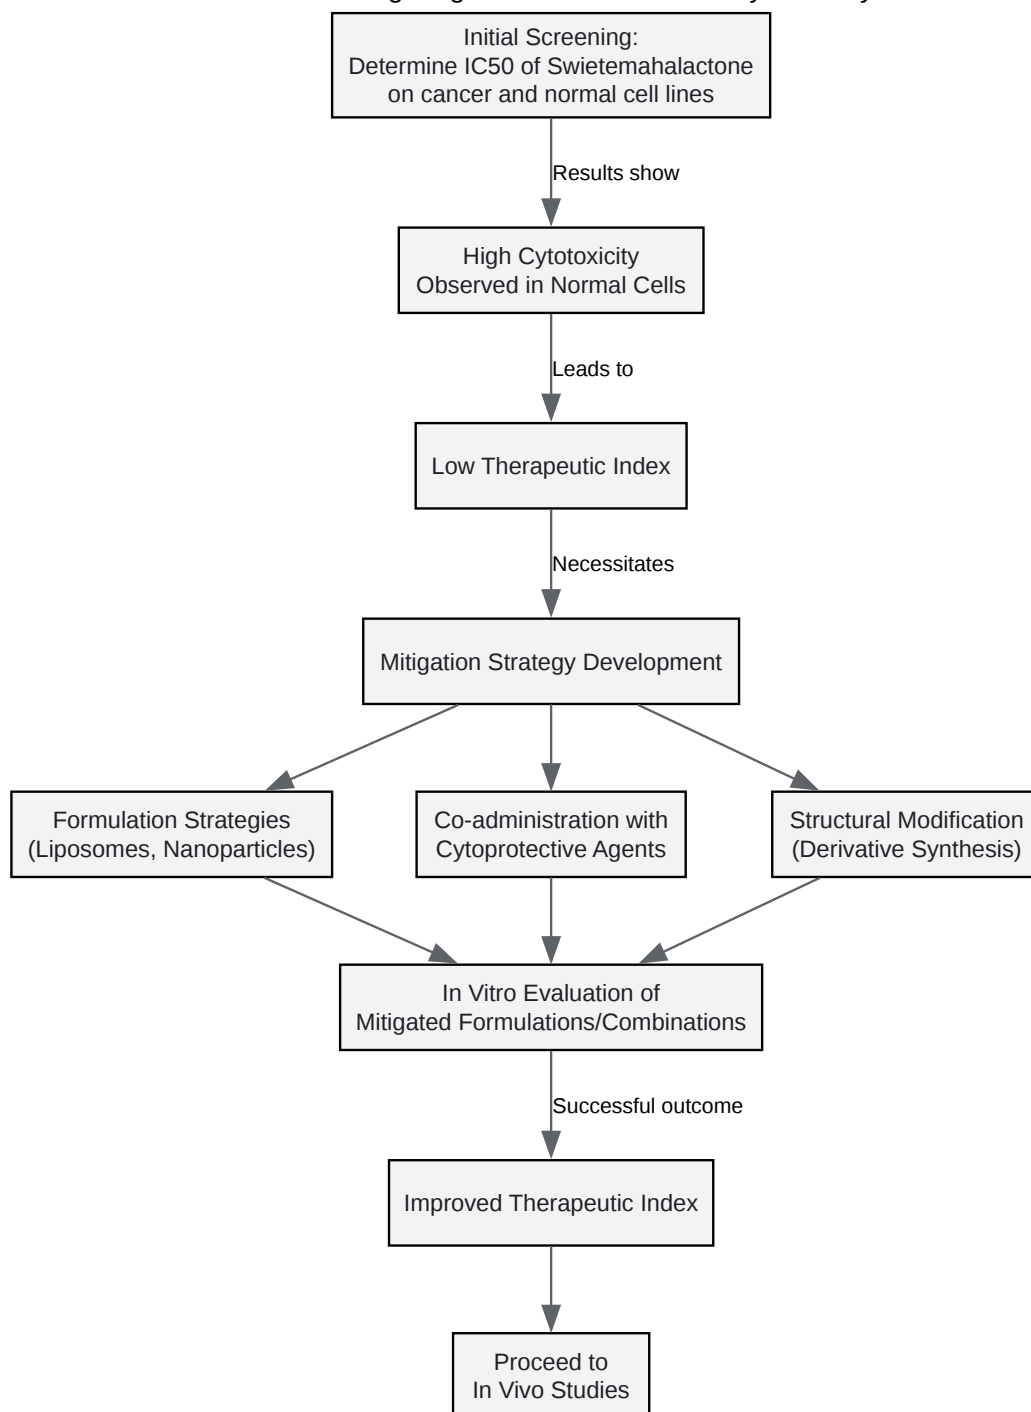 Initial Screening:
Determine IC50 of Swietemahalactone
on cancer and normal cell lines
Results show
High Cytotoxicity
Observed in Normal Cells
Leads to
Low Therapeutic Index
Necessitates
Mitigation Strategy Development
Formulation Strategies
(Liposomes, Nanoparticles)
Co-administration with
Cytoprotective Agents
Structural Modification
(Derivative Synthesis)
In Vitro Evaluation of
Mitigated Formulations/Combinations
Successful outcome
Improved Therapeutic Index
Proceed to
In Vivo Studies